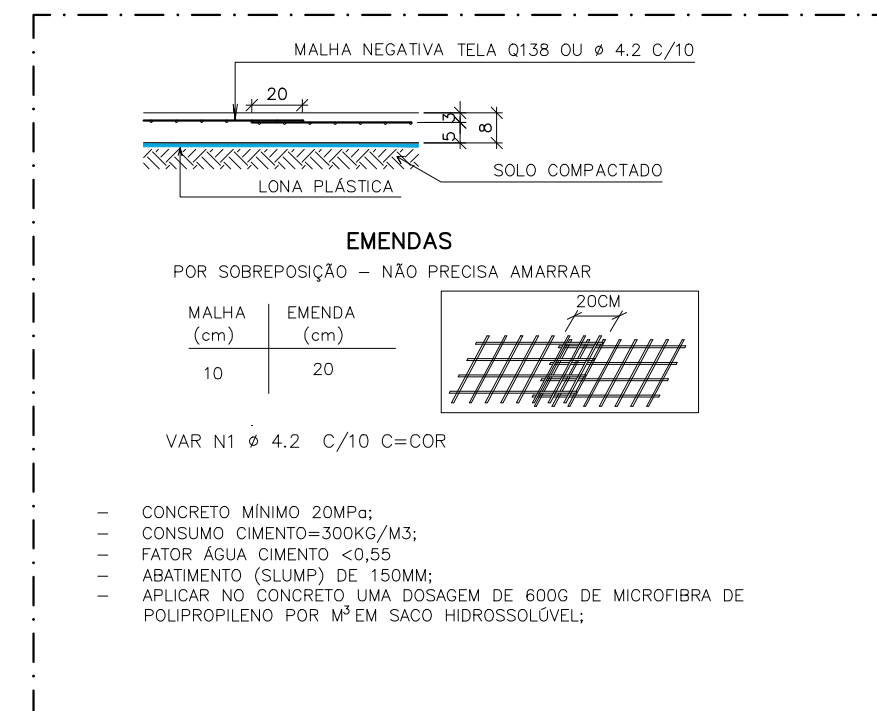 MALHA NEGATIVA TELA Q138 OU ø 4.2 C/10
20
3
5
8
SOLO COMPACTADO
LONA PLÁSTICA
EMENDAS
POR SOBREPOSIÇÃO – NÃO PRECISA AMARRAR
MALHA (cm) EMENDA (cm)
10 20
20CM
VAR N1 ø 4.2 C/10 C=COR
– CONCRETO MÍNIMO 20MPa;
– CONSUMO CIMENTO=300KG/M3;
– FATOR ÁGUA CIMENTO <0,55
– ABATIMENTO (SLUMP) DE 150MM;
– APLICAR NO CONCRETO UMA DOSAGEM DE 600G DE MICROFIBRA DE
POLIPROPILENO POR M³ EM SACO HIDROSSOLÚVEL;